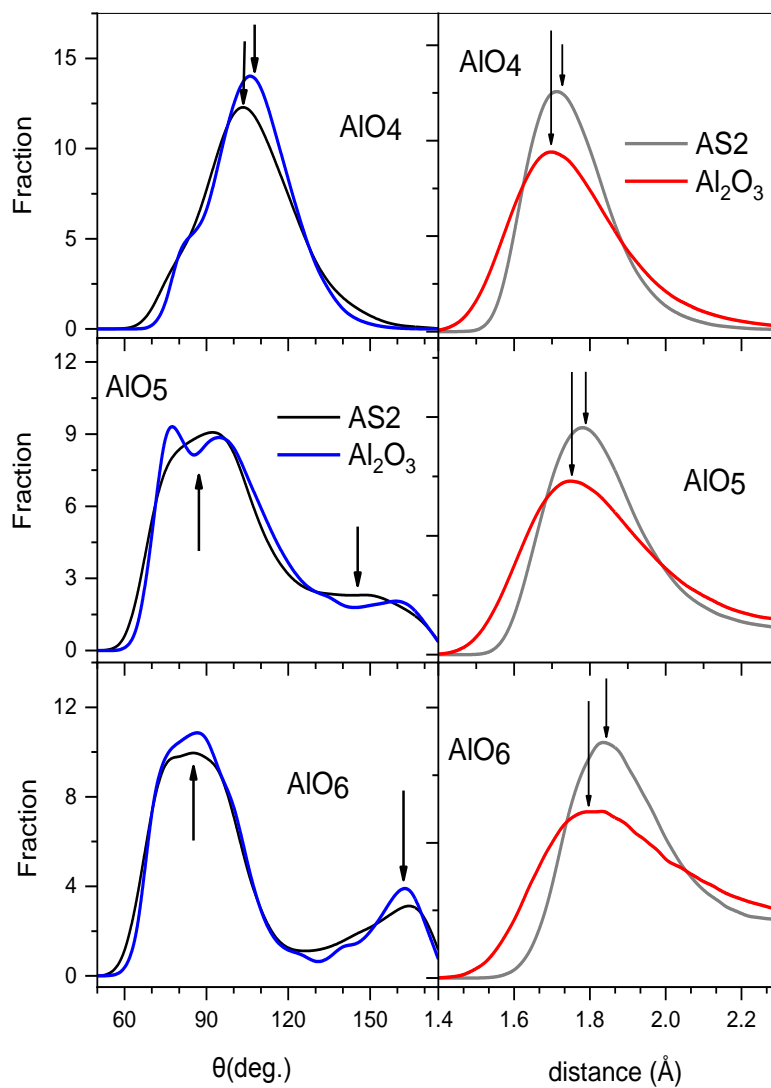 15
10
5
0
Fraction
AlO4
AlO4
AS2
Al₂O₃
12
9
6
3
0
Fraction
AlO5
AS2
Al₂O₃
AlO5
12
8
4
0
Fraction
AlO6
AlO6
60 90 120 150 1.4 1.6 1.8 2.0 2.2
θ(deg.) distance (Å)